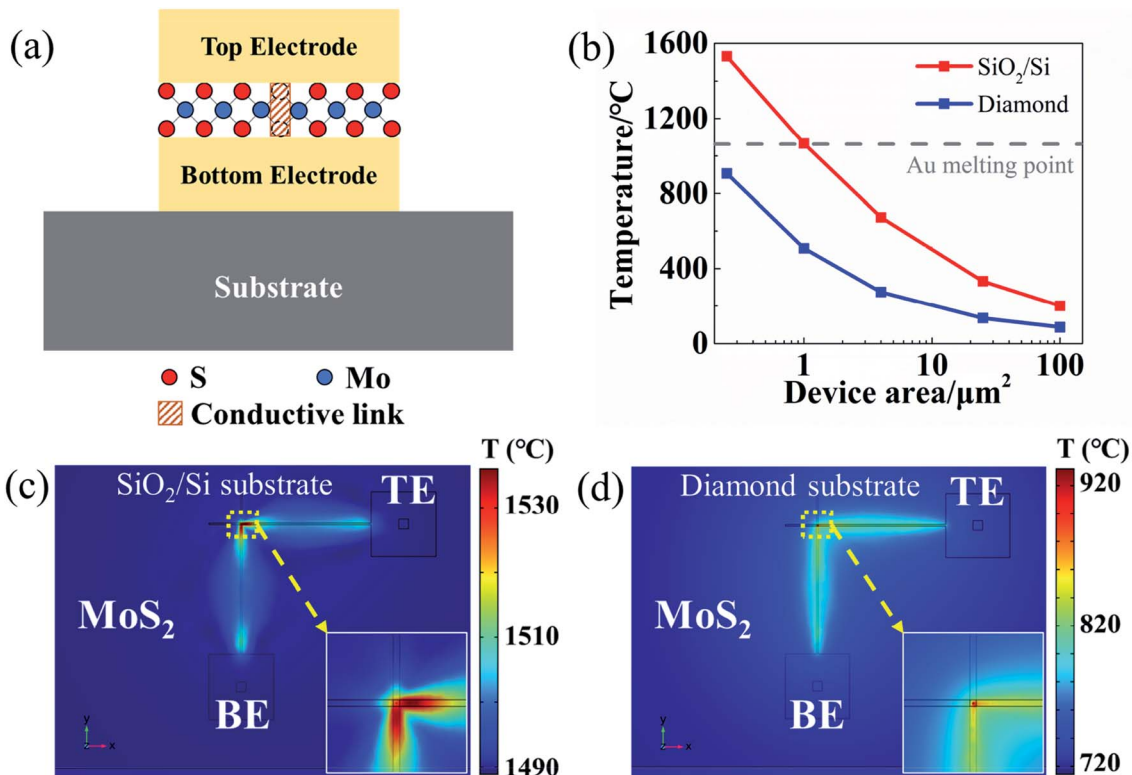 (a)
Top Electrode
Bottom Electrode
Substrate
S
Mo
Conductive link
(b)
Temperature/°C
1600
1200
800
400
0
SiO₂/Si
Diamond
Au melting point
1
10
100
Device area/μm²
(c)
SiO₂/Si substrate
TE
MoS₂
BE
y
z
x
T (°C)
1530
1510
1490
(d)
Diamond substrate
TE
MoS₂
BE
y
z
x
T (°C)
920
820
720